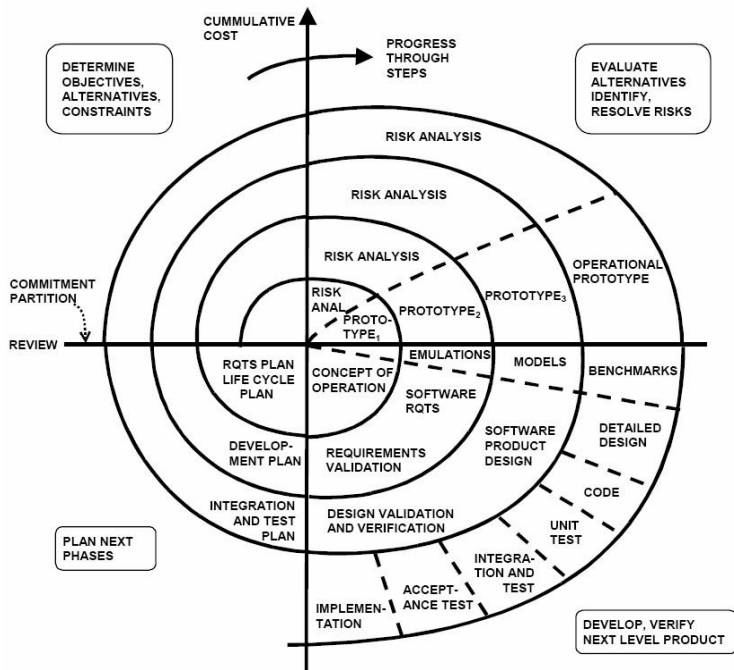 CUMMULATIVE
COST
PROGRESS
THROUGH
STEPS
DETERMINE
OBJECTIVES,
ALTERNATIVES,
CONSTRAINTS
EVALUATE
ALTERNATIVES
IDENTIFY,
RESOLVE RISKS
RISK ANALYSIS
RISK ANALYSIS
RISK ANALYSIS
RISK
ANAL.
PROTO-
TYPE1
PROTOTYPE2
PROTOTYPE3
OPERATIONAL
PROTOTYPE
COMMITMENT
PARTITION
REVIEW
EMULATIONS
MODELS
BENCHMARKS
RQTS PLAN
LIFE CYCLE
PLAN
CONCEPT OF
OPERATION
SOFTWARE
RQTS
SOFTWARE
PRODUCT
DESIGN
DETAILED
DESIGN
DEVELOP-
MENT PLAN
REQUIREMENTS
VALIDATION
CODE
UNIT
TEST
INTEGRATION
AND TEST
PLAN
DESIGN VALIDATION
AND VERIFICATION
INTEGRA-
TION AND
TEST
ACCEPT-
ANCE TEST
IMPLEMEN-
TATION
PLAN NEXT
PHASES
DEVELOP, VERIFY
NEXT LEVEL PRODUCT